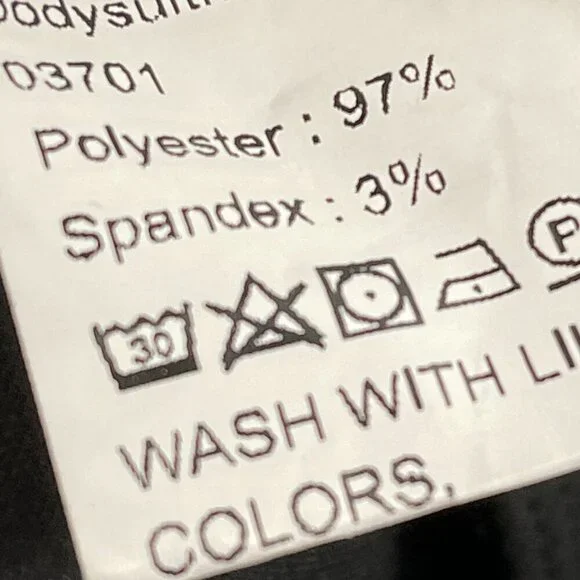 03701
Polyester : 97%
Spandex : 3%
30 P
WASH WITH
COLORS.